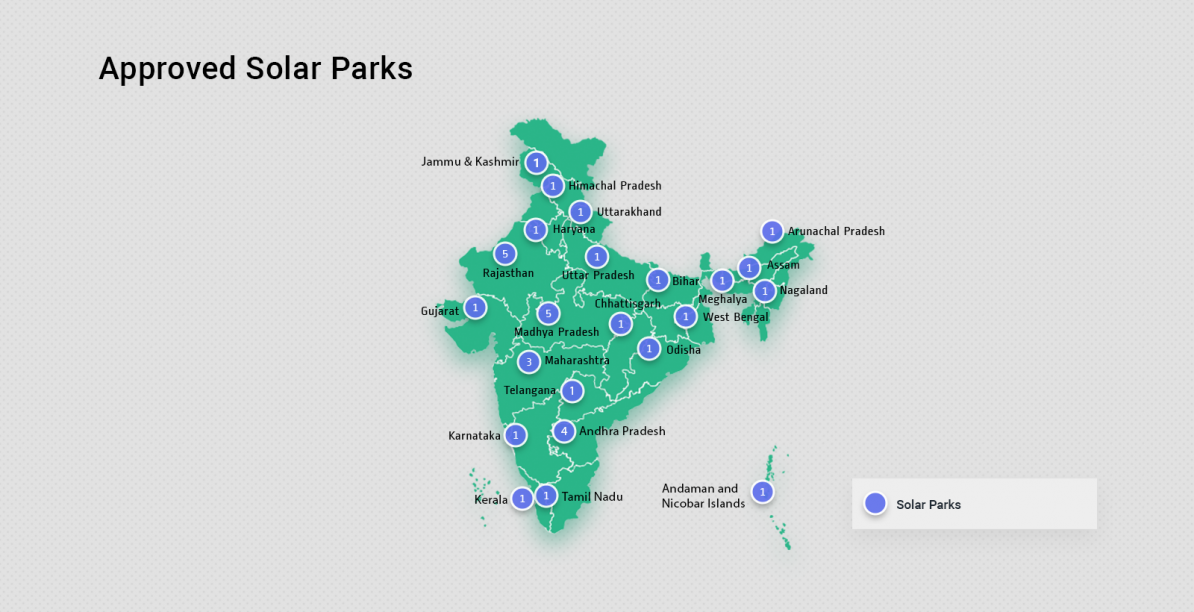 Approved Solar Parks
Jammu & Kashmir 1
1 Himachal Pradesh
1 Uttarakhand
1 Haryana
1 Arunachal Pradesh
5
Rajasthan
1
Uttar Pradesh
1 Assam
1 Bihar
1
Meghalya
1 Nagaland
Gujarat 1
Chhattisgarh
1
5
Madhya Pradesh
1 West Bengal
1 Odisha
3 Maharashtra
Telangana 1
Karnataka 1
4 Andhra Pradesh
Kerala 1
1 Tamil Nadu
Andaman and
Nicobar Islands
1
Solar Parks